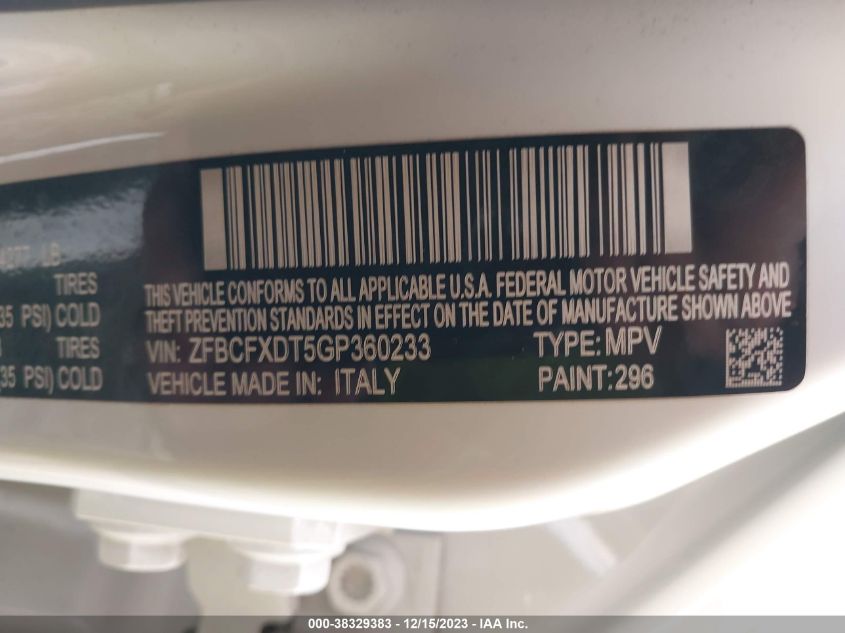 TIRES
35 PSI) COLD
TIRES
35 PSI) COLD
THIS VEHICLE CONFORMS TO ALL APPLICABLE U.S.A. FEDERAL MOTOR VEHICLE SAFETY AND
THEFT PREVENTION STANDARDS IN EFFECT ON THE DATE OF MANUFACTURE SHOWN ABOVE
VIN: ZFBCFXDT5GP360233 TYPE: MPV
VEHICLE MADE IN: ITALY PAINT: 296
000-38329383 - 12/15/2023 - IAA Inc.